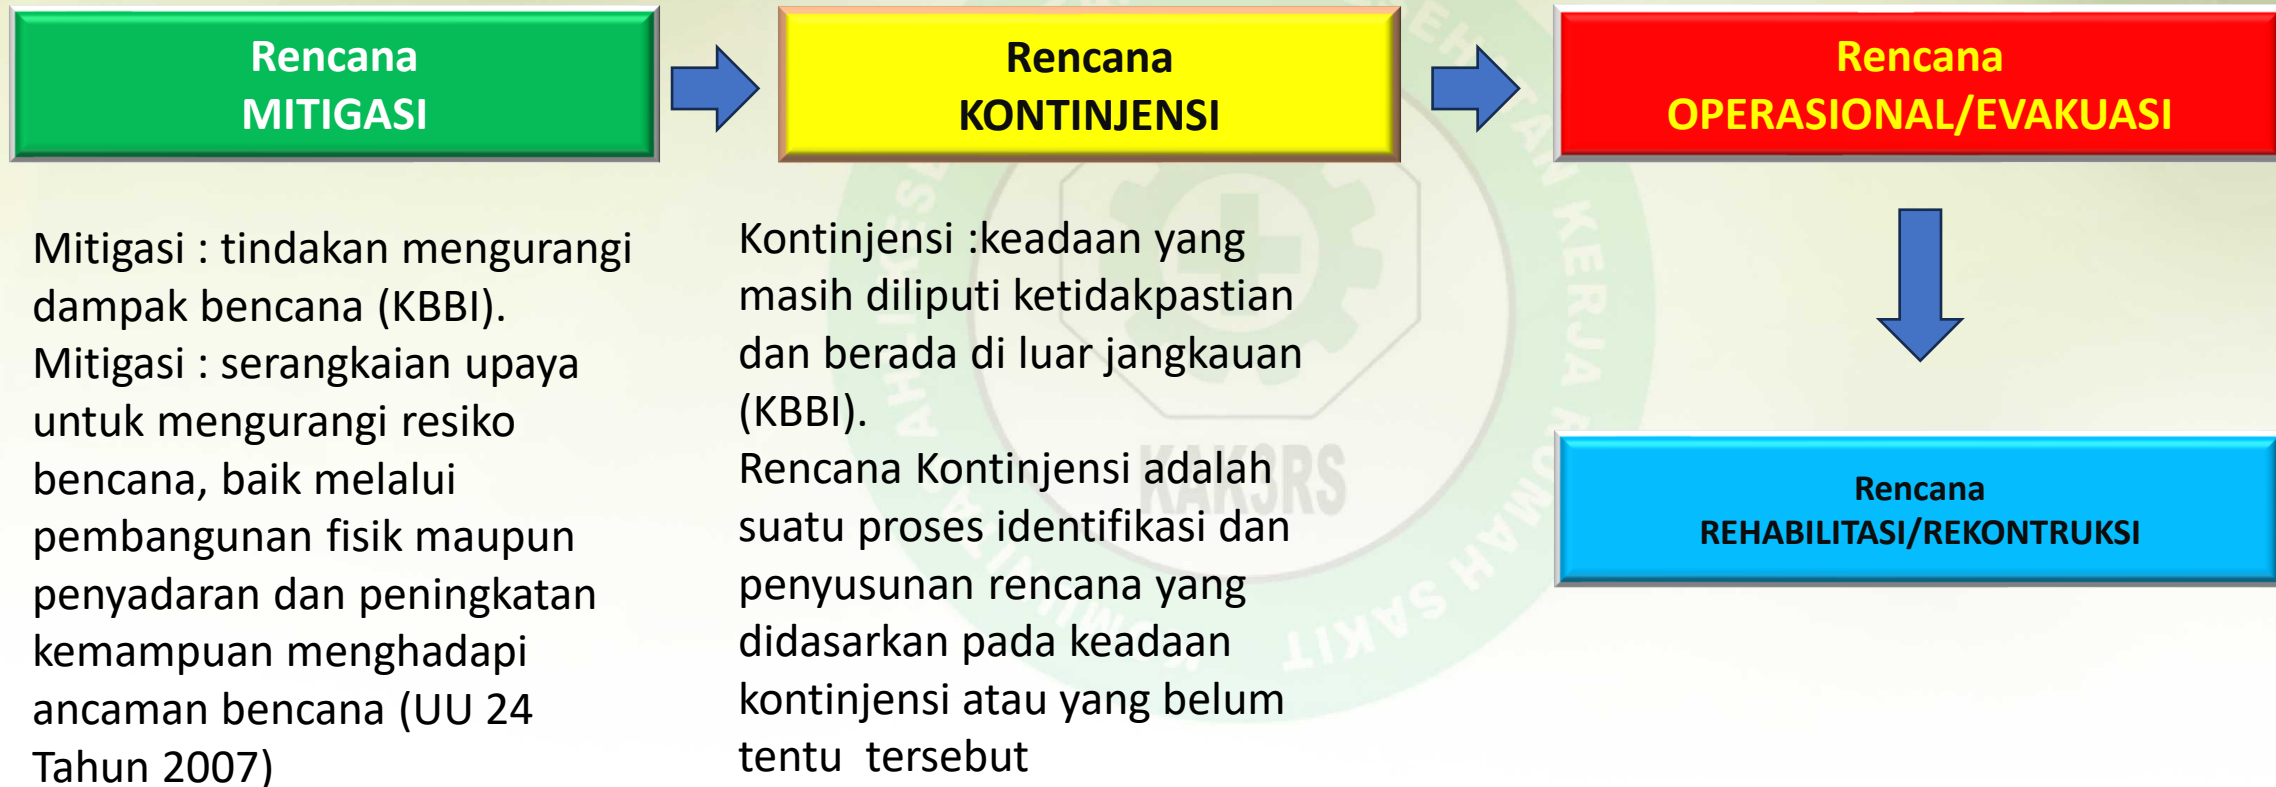 Rencana
MITIGASI
Rencana
KONTINJENSI
Rencana
OPERASIONAL/EVAKUASI
Mitigasi : tindakan mengurangi
dampak bencana (KBBI).
Mitigasi : serangkaian upaya
untuk mengurangi resiko
bencana, baik melalui
pembangunan fisik maupun
penyadaran dan peningkatan
kemampuan menghadapi
ancaman bencana (UU 24
Tahun 2007)
Kontinjensi :keadaan yang
masih diliputi ketidakpastian
dan berada di luar jangkauan
(KBBI).
Rencana Kontinjensi adalah
suatu proses identifikasi dan
penyusunan rencana yang
didasarkan pada keadaan
kontinjensi atau yang belum
tentu  tersebut
Rencana
REHABILITASI/REKONTRUKSI
KAK3RS